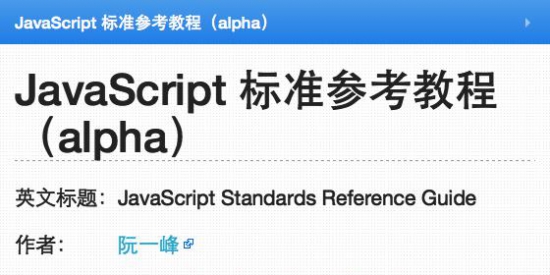 JavaScript 标准参考教程（alpha）
JavaScript 标准参考教程
（alpha）
英文标题：JavaScript Standards Reference Guide
作者：阮一峰